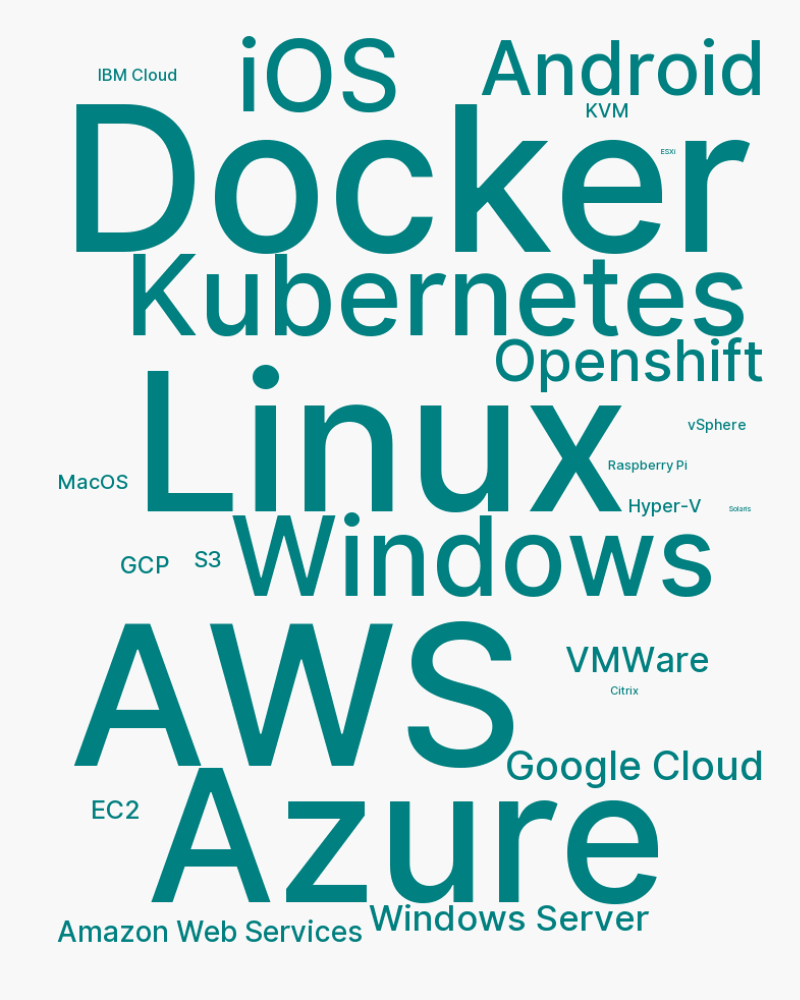 iOS
Android
IBM Cloud
KVM
Docker
ESXi
Kubernetes
Openshift
Linux
vSphere
Raspberry Pi
MacOS
Hyper-V
Solaris
Windows
GCP
S3
AWS
VMWare
Citrix
Google Cloud
EC2
Azure
Windows Server
Amazon Web Services